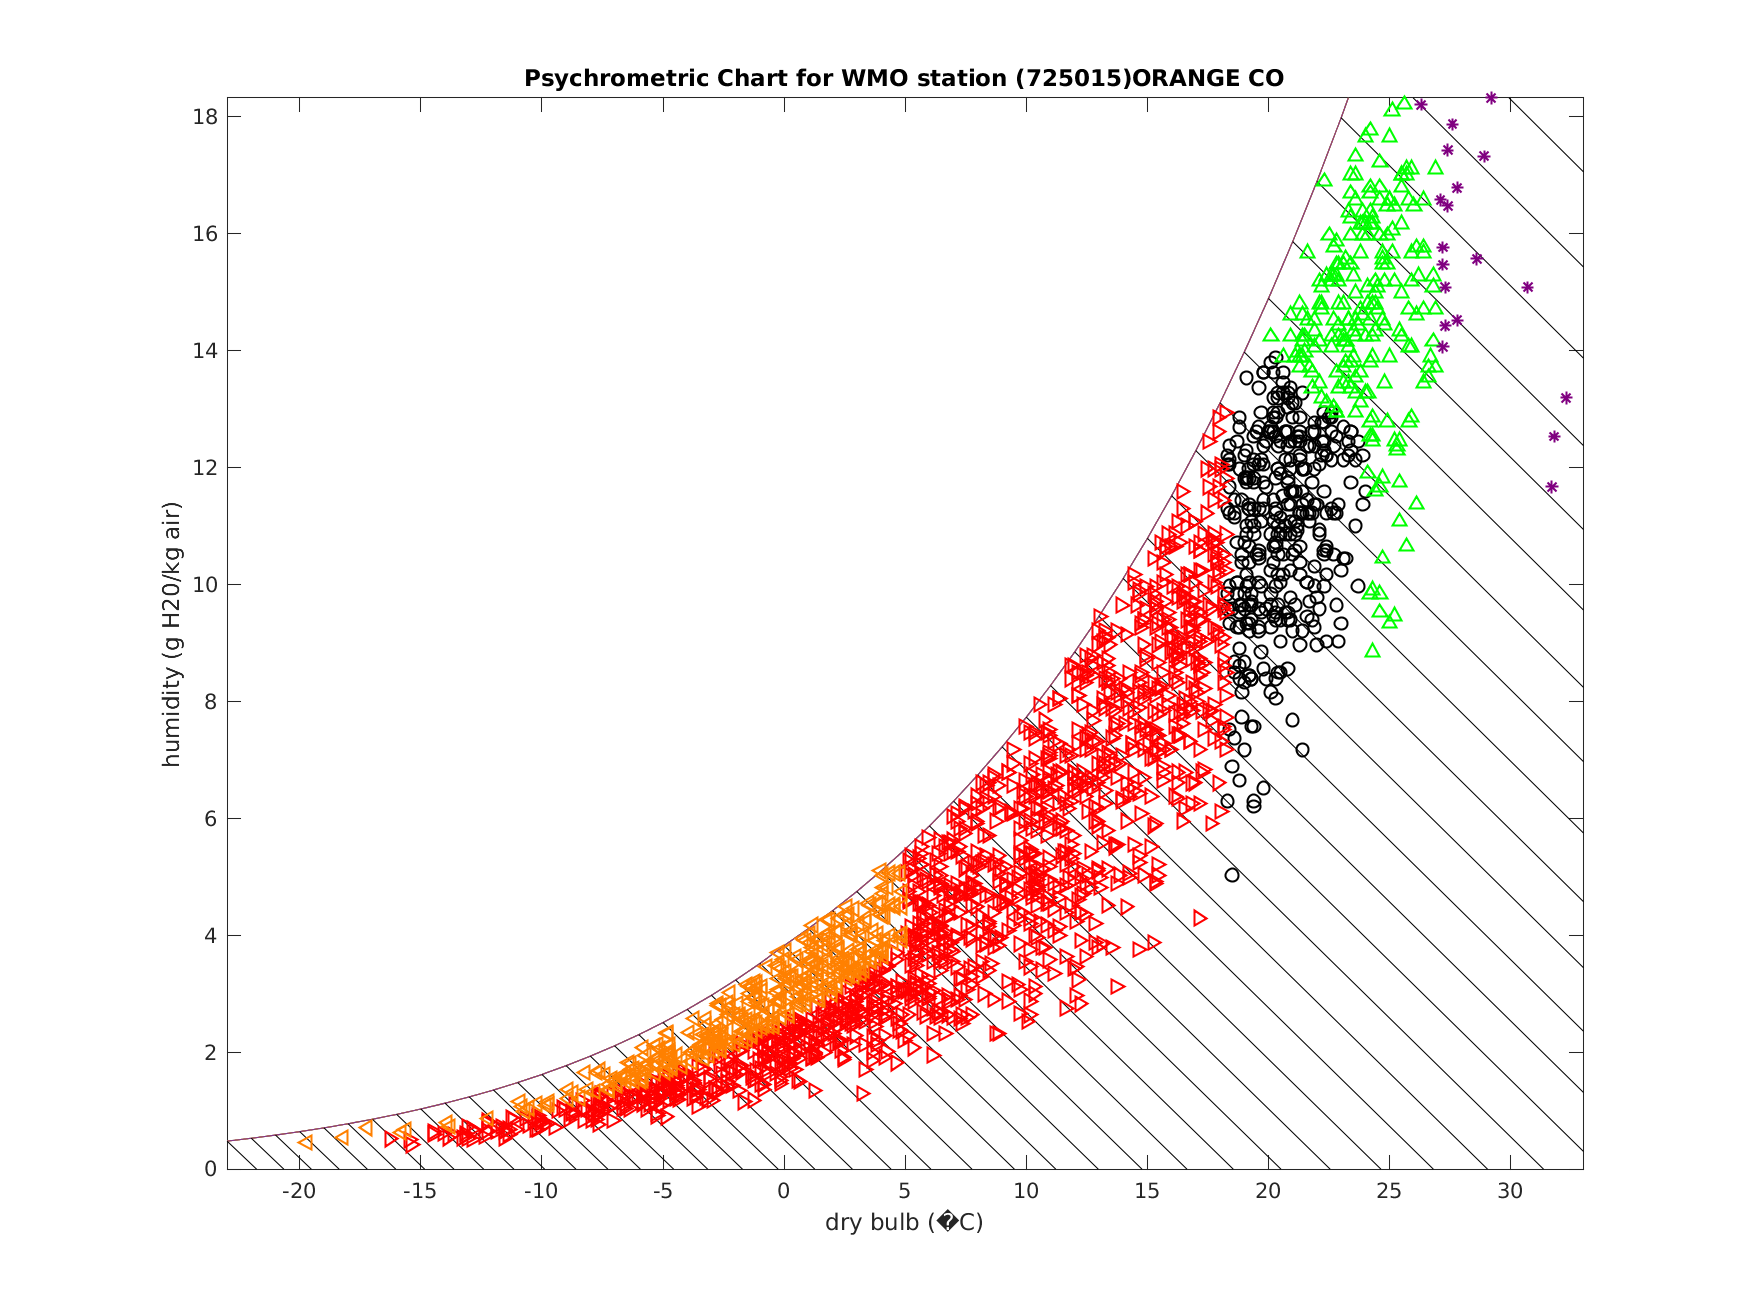 Psychrometric Chart for WMO station (725015)ORANGE CO
18
16
14
12
10
8
6
4
2
0
humidity (g H20/kg air)
-20 -15 -10 -5 0 5 10 15 20 25 30
dry bulb (�C)